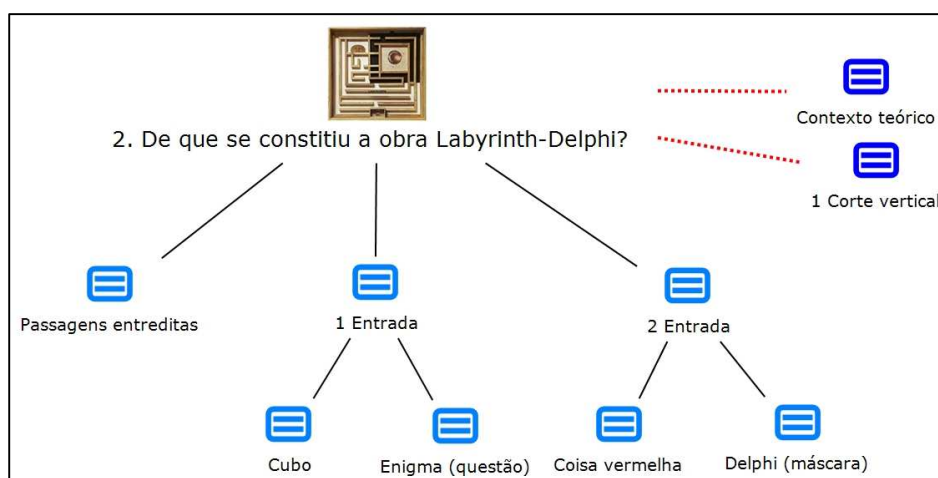 Contexto teórico
2. De que se constitiu a obra Labyrinth-Delphi?
1 Corte vertical
Passagens entreditas
1 Entrada
2 Entrada
Cubo
Enigma (questão)
Coisa vermelha
Delphi (máscara)